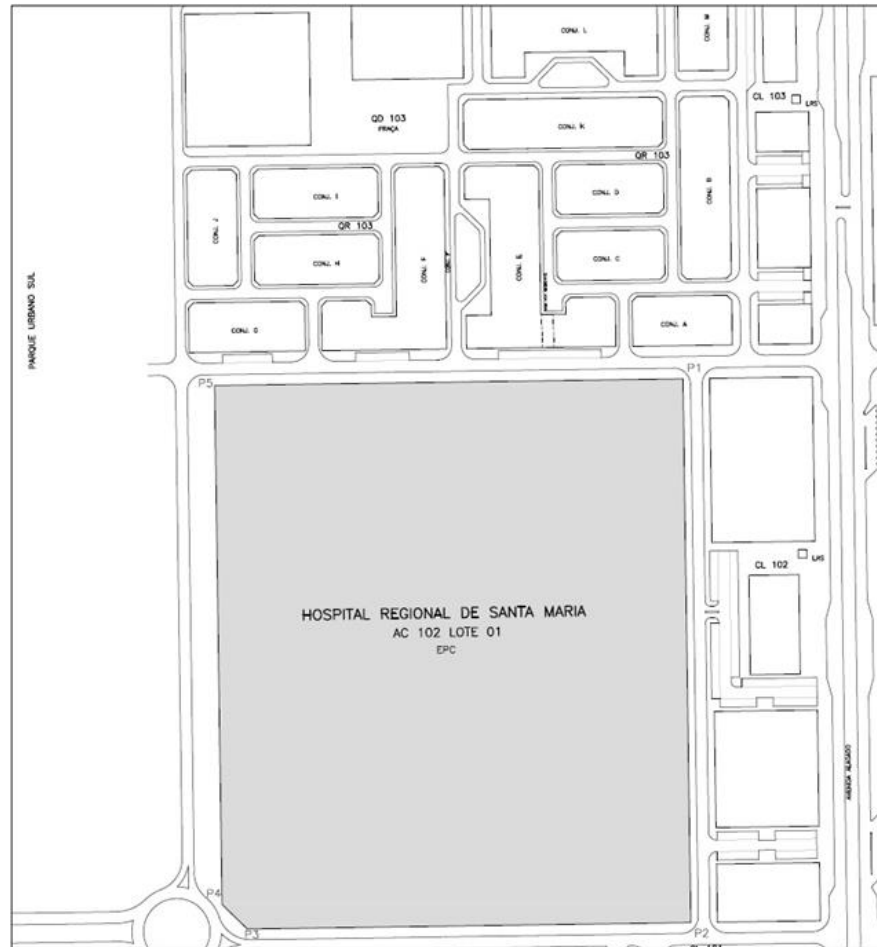 CONJ. L
CONJ. M
CL 103
LRS
QD 103
PRAÇA
CONJ. K
QR 103
CONJ. B
CONJ. J
CONJ. I
CONJ. D
QR 103
CONJ. H
CONJ. F
CONJ. E
CONJ. C
PARQUE URBANO SUL
CONJ. G
CONJ. A
P1
P5
LRS
CL 102
HOSPITAL REGIONAL DE SANTA MARIA
AC 102 LOTE 01
EPC
AVENIDA ALAGADO
P4
P3
P2